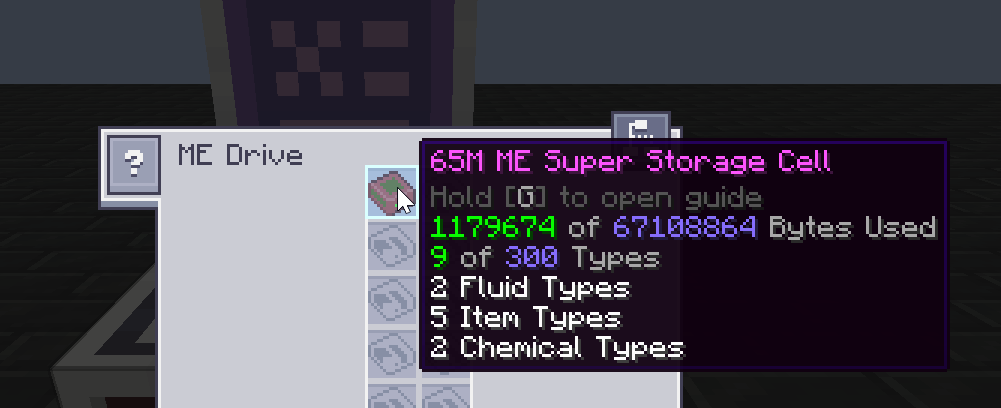 ?
ME Drive
65M ME Super Storage Cell
Hold [G] to open guide
1179674 of 67108864 Bytes Used
9 of 300 Types
2 Fluid Types
5 Item Types
2 Chemical Types